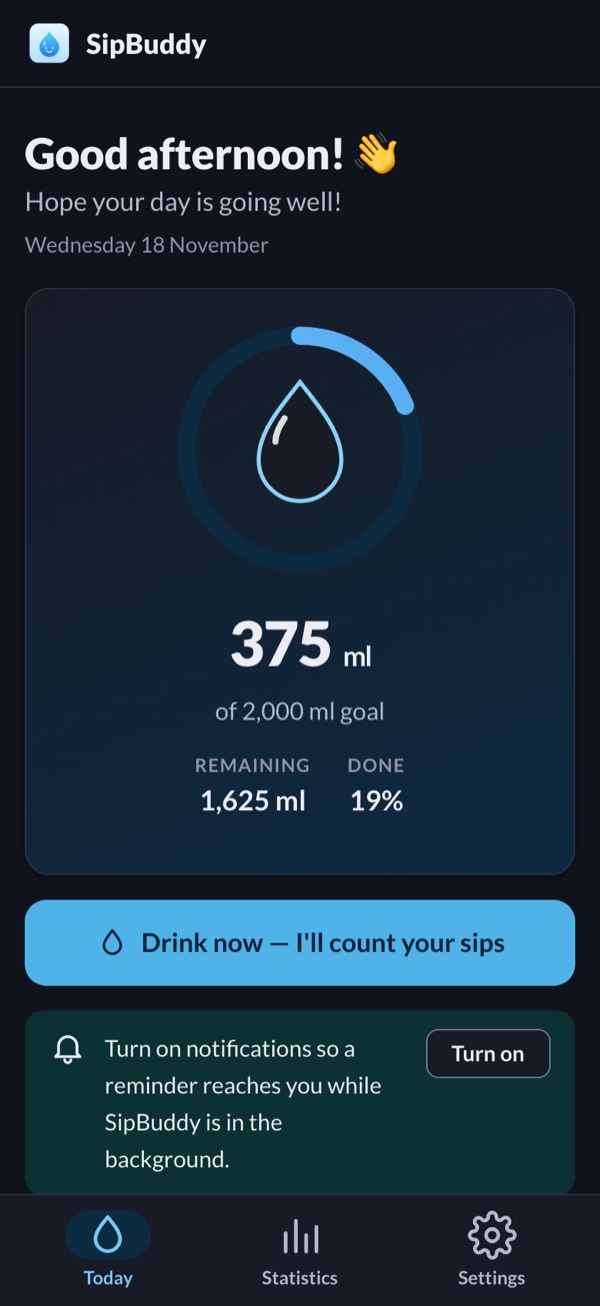 SipBuddy
Good afternoon! 👋
Hope your day is going well!
Wednesday 18 November
375 ml
of 2,000 ml goal
REMAINING DONE
1,625 ml 19%
Drink now — I'll count your sips
Turn on notifications so a
reminder reaches you while
SipBuddy is in the
background.
Turn on
Today Statistics Settings